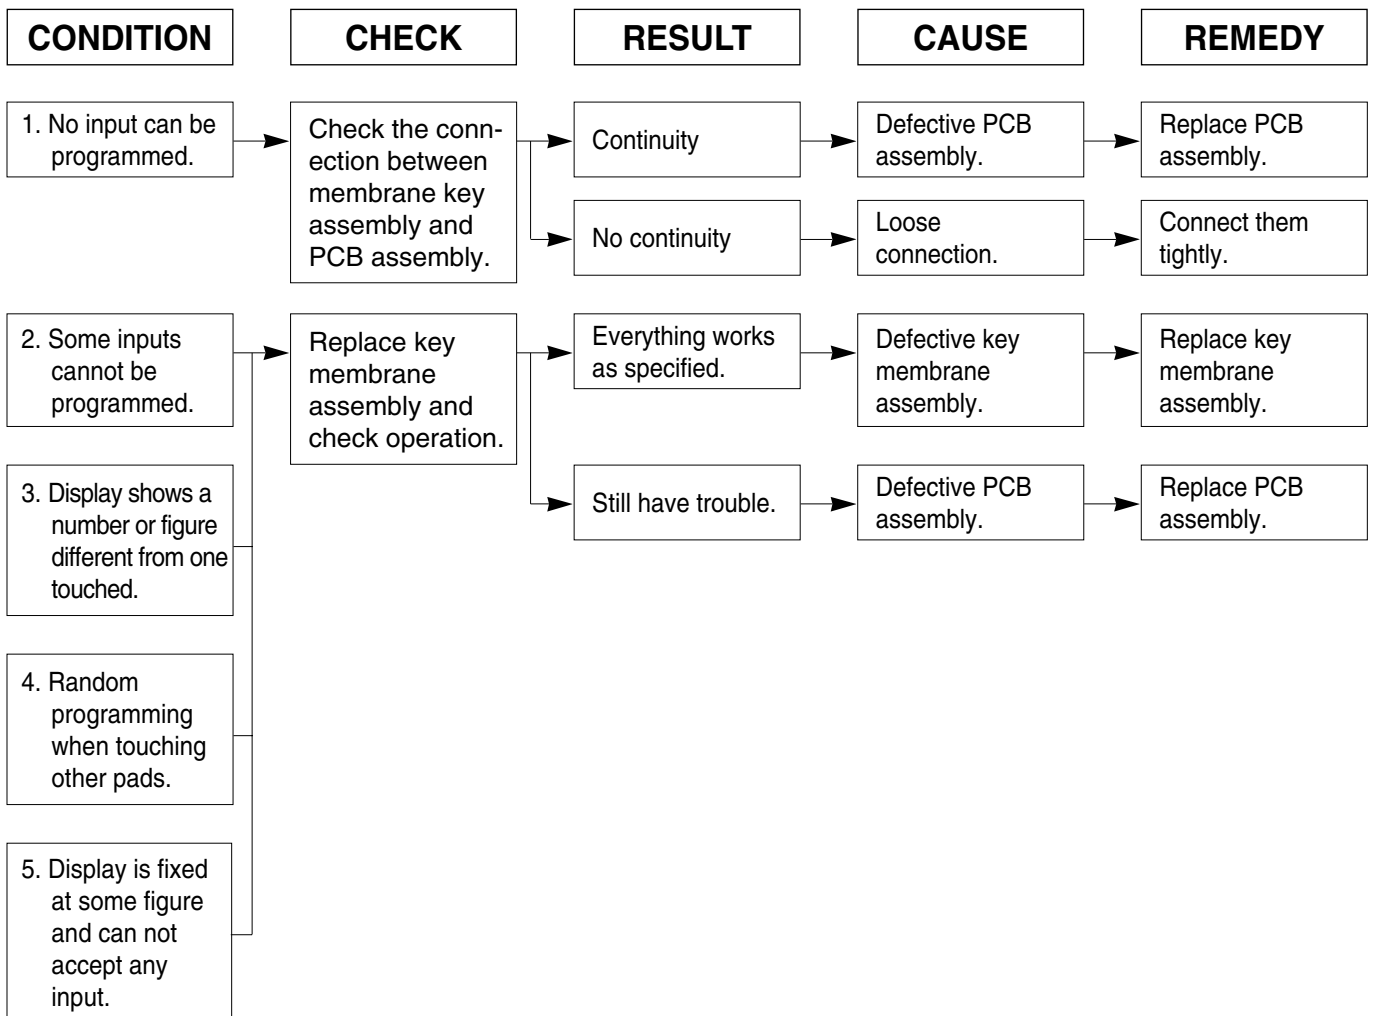 CONDITION
CHECK
RESULT
CAUSE
REMEDY
1. No input can be
programmed.
Check the conn-
ection between
membrane key
assembly and
PCB assembly.
Continuity
Defective PCB
assembly.
Replace PCB
assembly.
No continuity
Loose
connection.
Connect them
tightly.
2. Some inputs
cannot be
programmed.
Replace key
membrane
assembly and
check operation.
Everything works
as specified.
Defective key
membrane
assembly.
Replace key
membrane
assembly.
3. Display shows a
number or figure
different from one
touched.
Still have trouble.
Defective PCB
assembly.
Replace PCB
assembly.
4. Random
programming
when touching
other pads.
5. Display is fixed
at some figure
and can not
accept any
input.